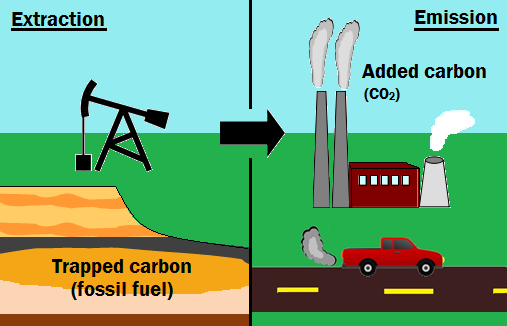 Extraction
Emission
Added carbon
(CO₂)
Trapped carbon
(fossil fuel)